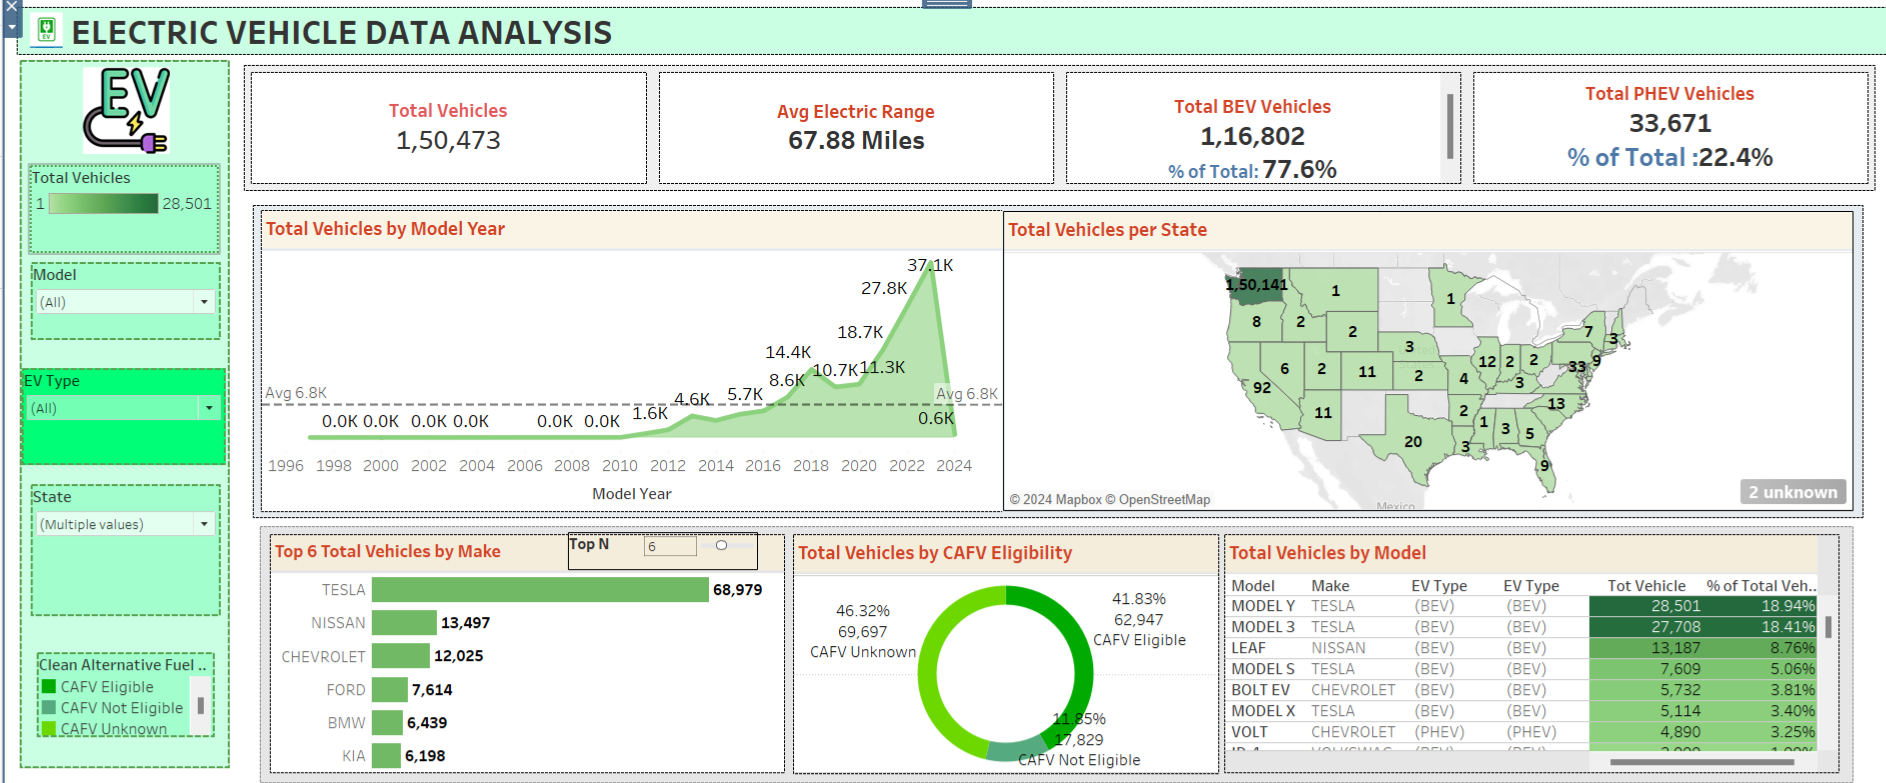 ELECTRIC VEHICLE DATA ANALYSIS
EV
EV
Total Vehicles
1 28,501
Model
(All)
EV Type
(All)
State
(Multiple values)
Clean Alternative Fuel ..
CAFV Eligible
CAFV Not Eligible
CAFV Unknown
Total Vehicles
1,50,473
Avg Electric Range
67.88 Miles
Total BEV Vehicles
1,16,802
% of Total: 77.6%
Total PHEV Vehicles
33,671
% of Total :22.4%
Total Vehicles by Model Year
37.1K
27.8K
18.7K
14.4K
10.7K
11.3K
8.6K
Avg 6.8K
Avg 6.8K
5.7K
4.6K
1.6K
0.0K 0.0K 0.0K 0.0K 0.0K 0.0K
0.6K
1996 1998 2000 2002 2004 2006 2008 2010 2012 2014 2016 2018 2020 2022 2024
Model Year
Total Vehicles per State
1,50,141
1
1
8
2
2
3
7
3
6
2
11
2
4
12
2
2
3
33
9
92
11
2
13
20
3
1
3
5
9
Mexico
© 2024 Mapbox © OpenStreetMap
2 unknown
Top 6 Total Vehicles by Make
Top N
6
TESLA 68,979
NISSAN 13,497
CHEVROLET 12,025
FORD 7,614
BMW 6,439
KIA 6,198
Total Vehicles by CAFV Eligibility
46.32%
69,697
CAFV Unknown
41.83%
62,947
CAFV Eligible
11.85%
17,829
CAFV Not Eligible
Total Vehicles by Model
Model Make EV Type EV Type Tot Vehicle % of Total Veh..
MODEL Y TESLA (BEV) (BEV) 28,501 18.94%
MODEL 3 TESLA (BEV) (BEV) 27,708 18.41%
LEAF NISSAN (BEV) (BEV) 13,187 8.76%
MODEL S TESLA (BEV) (BEV) 7,609 5.06%
BOLT EV CHEVROLET (BEV) (BEV) 5,732 3.81%
MODEL X TESLA (BEV) (BEV) 5,114 3.40%
VOLT CHEVROLET (PHEV) (PHEV) 4,890 3.25%